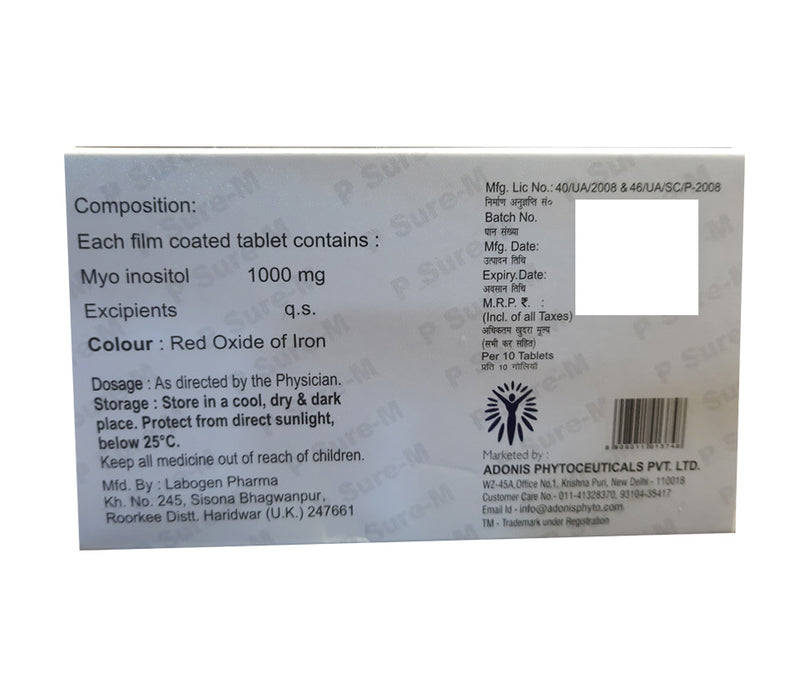 Composition:
Each film coated tablet contains :
Myo inositol 1000 mg
Excipients q.s.
Colour : Red Oxide of Iron
Dosage : As directed by the Physician.
Storage : Store in a cool, dry & dark
place. Protect from direct sunlight,
below 25°C.
Keep all medicine out of reach of children.
Mfd. By : Labogen Pharma
Kh. No. 245, Sisona Bhagwanpur,
Roorkee Distt. Haridwar (U.K.) 247661
Mfg. Lic No.: 40/UA/2008 & 46/UA/SC/P-2008
निर्माण अनुज्ञप्ति सं०
Batch No.
घान संख्या
Mfg. Date:
उत्पादन तिथि
Expiry.Date:
अवसान तिथि
M.R.P. ₹. :
(Incl. of all Taxes)
अधिकतम खुदरा मूल्य
(सभी कर सहित)
Per 10 Tablets
प्रति 10 गोलियाँ
Marketed by :
ADONIS PHYTOCEUTICALS PVT. LTD.
WZ-45A,Office No.1, Krishna Puri, New Delhi - 110018
Customer Care No.- 011-41328370, 93104-35417
Email Id - info@adonisphyto.com
TM - Trademark under Registration
P Sure-M